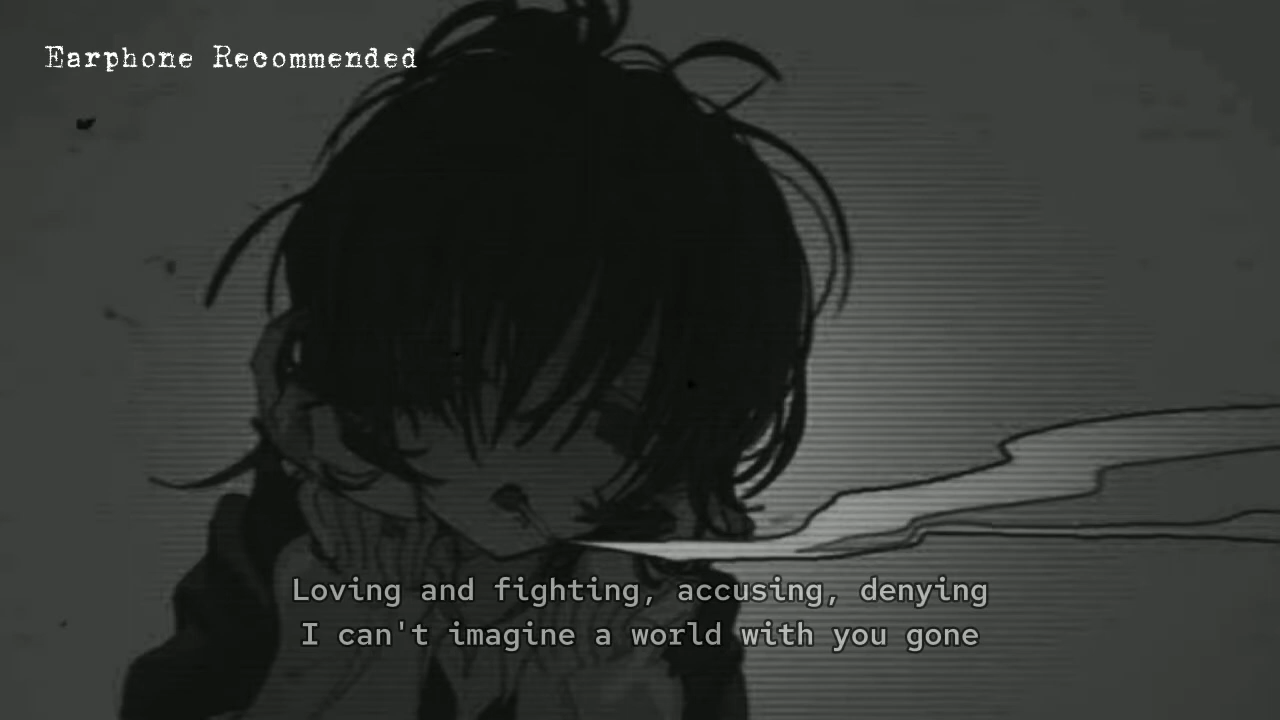 Earphone Recommended
Loving and fighting, accusing, denying
I can't imagine a world with you gone